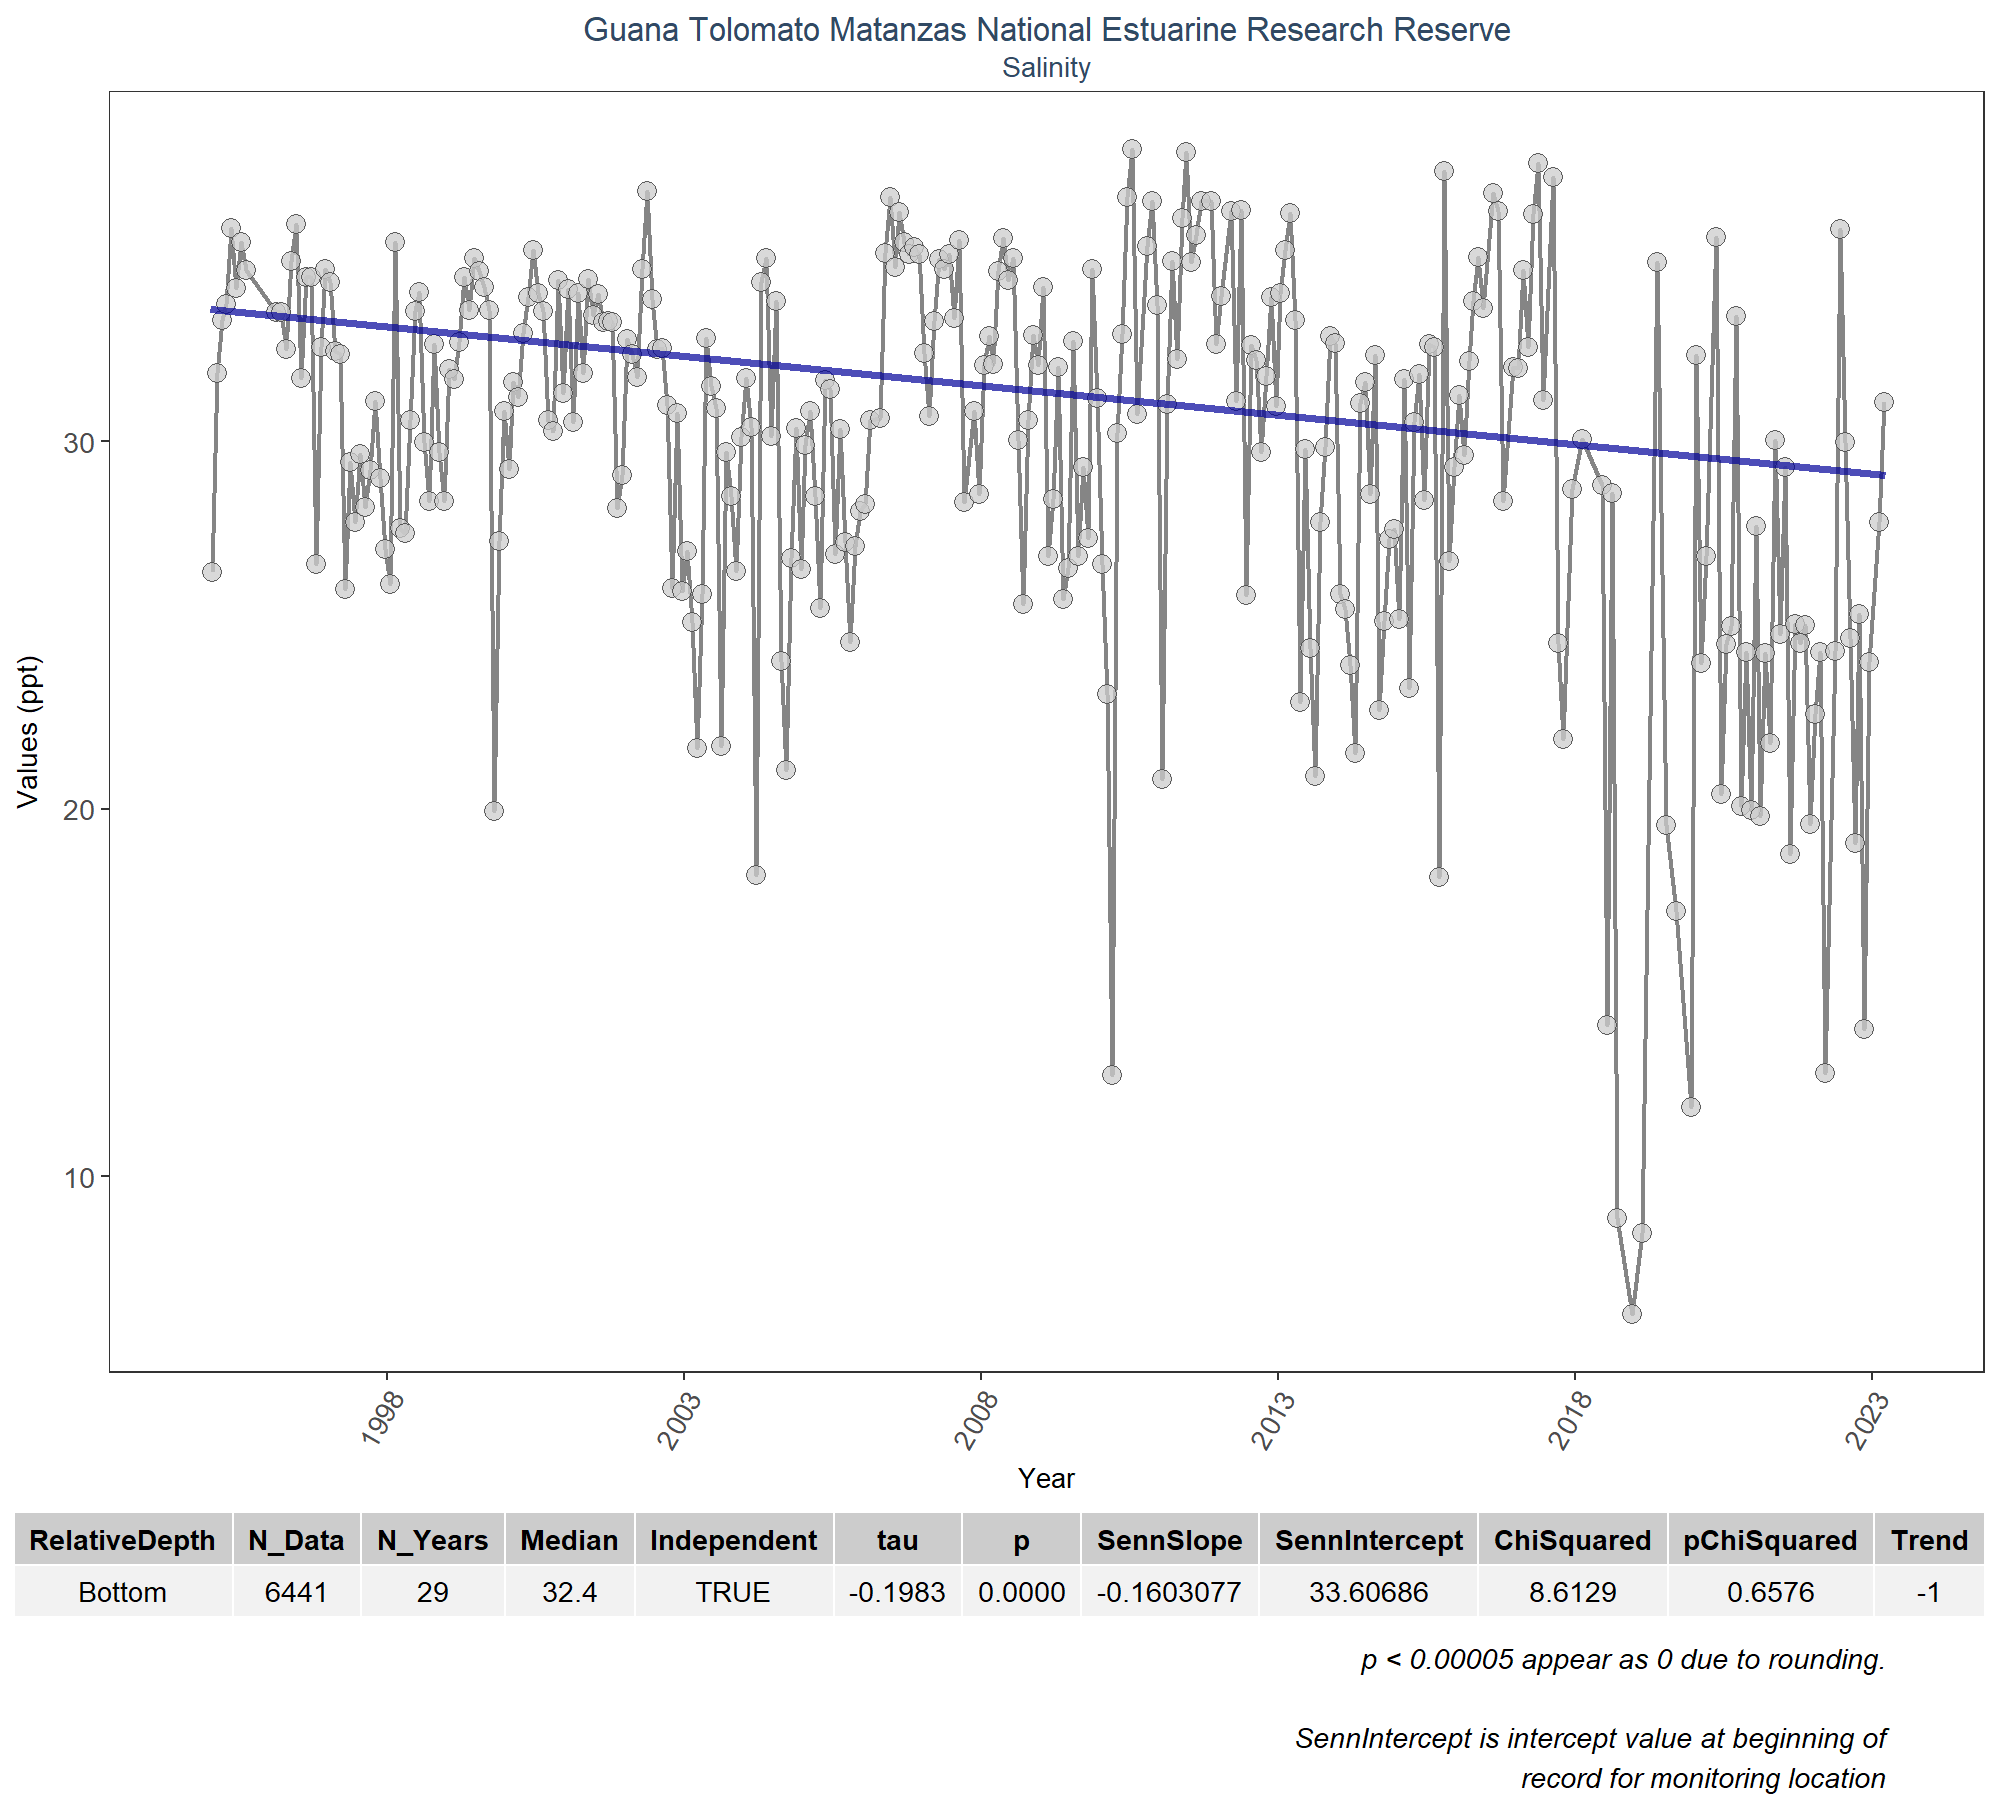 Guana Tolomato Matanzas National Estuarine Research Reserve
Salinity
Values (ppt)
30
20
10
1998 2003 2008 2013 2018 2023
Year
RelativeDepth N_Data N_Years Median Independent tau p SennSlope SennIntercept ChiSquared pChiSquared Trend
Bottom 6441 29 32.4 TRUE -0.1983 0.0000 -0.1603077 33.60686 8.6129 0.6576 -1
p < 0.00005 appear as 0 due to rounding.
SennIntercept is intercept value at beginning of
record for monitoring location